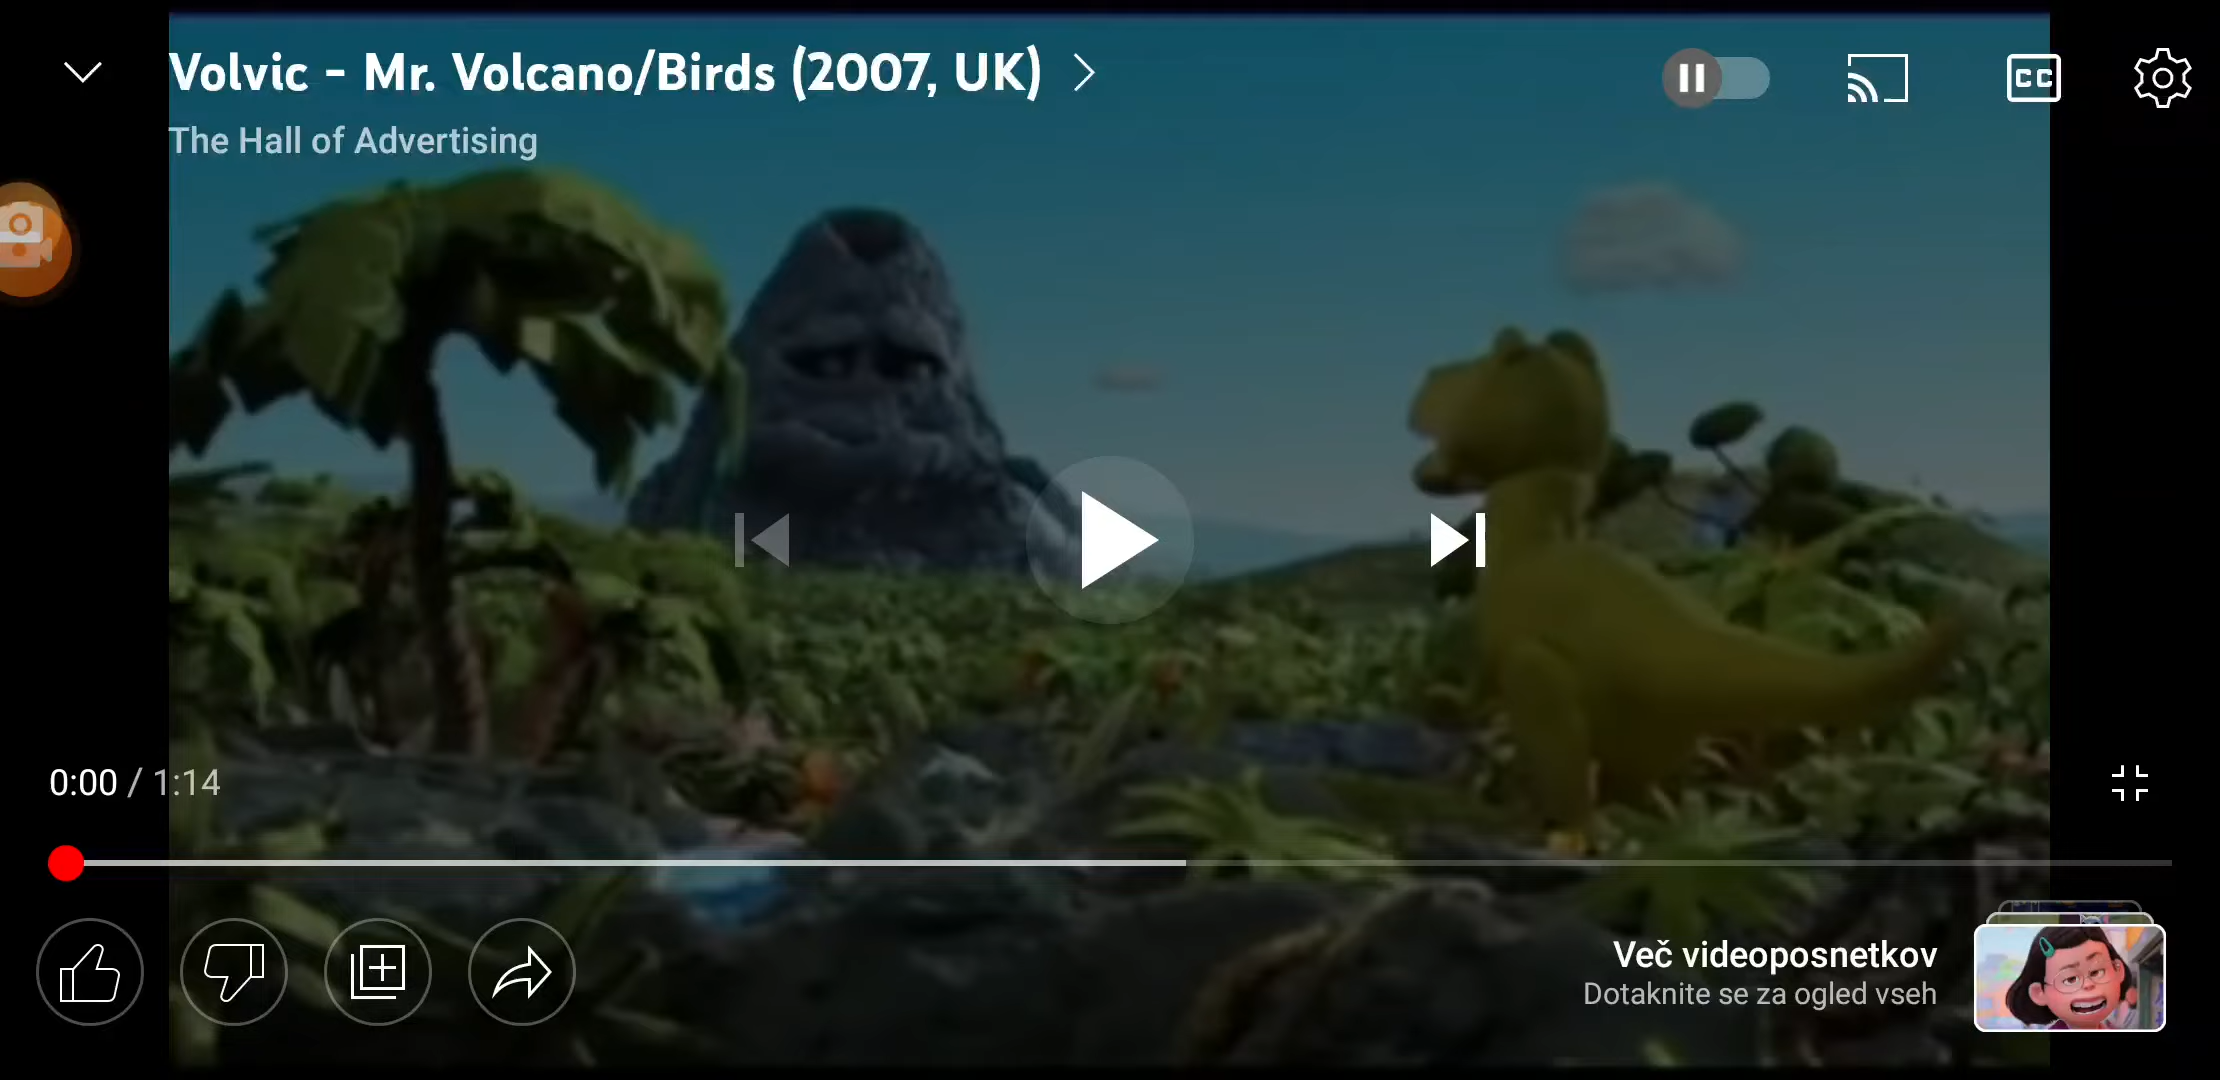 Volvic - Mr. Volcano/Birds (2007, UK)
The Hall of Advertising
CC
0:00 / 1:14
Več videoposnetkov
Dotaknite se za ogled vseh